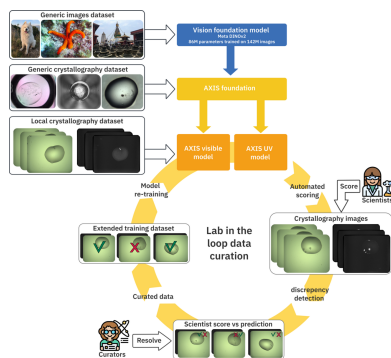 Generic images dataset
Vision foundation model
Meta DINOv2
86M parameters trained on 142M images
Generic crystallography dataset
AXIS foundation
Local crystallography dataset
AXIS visible
model
AXIS UV
model
Model
re-training
Automated
scoring
Score
Scientists
Extended training dataset
Lab in the
loop data
curation
Crystallography images
discrepency
detection
Curated data
Resolve
Curators
Scientist score vs prediction